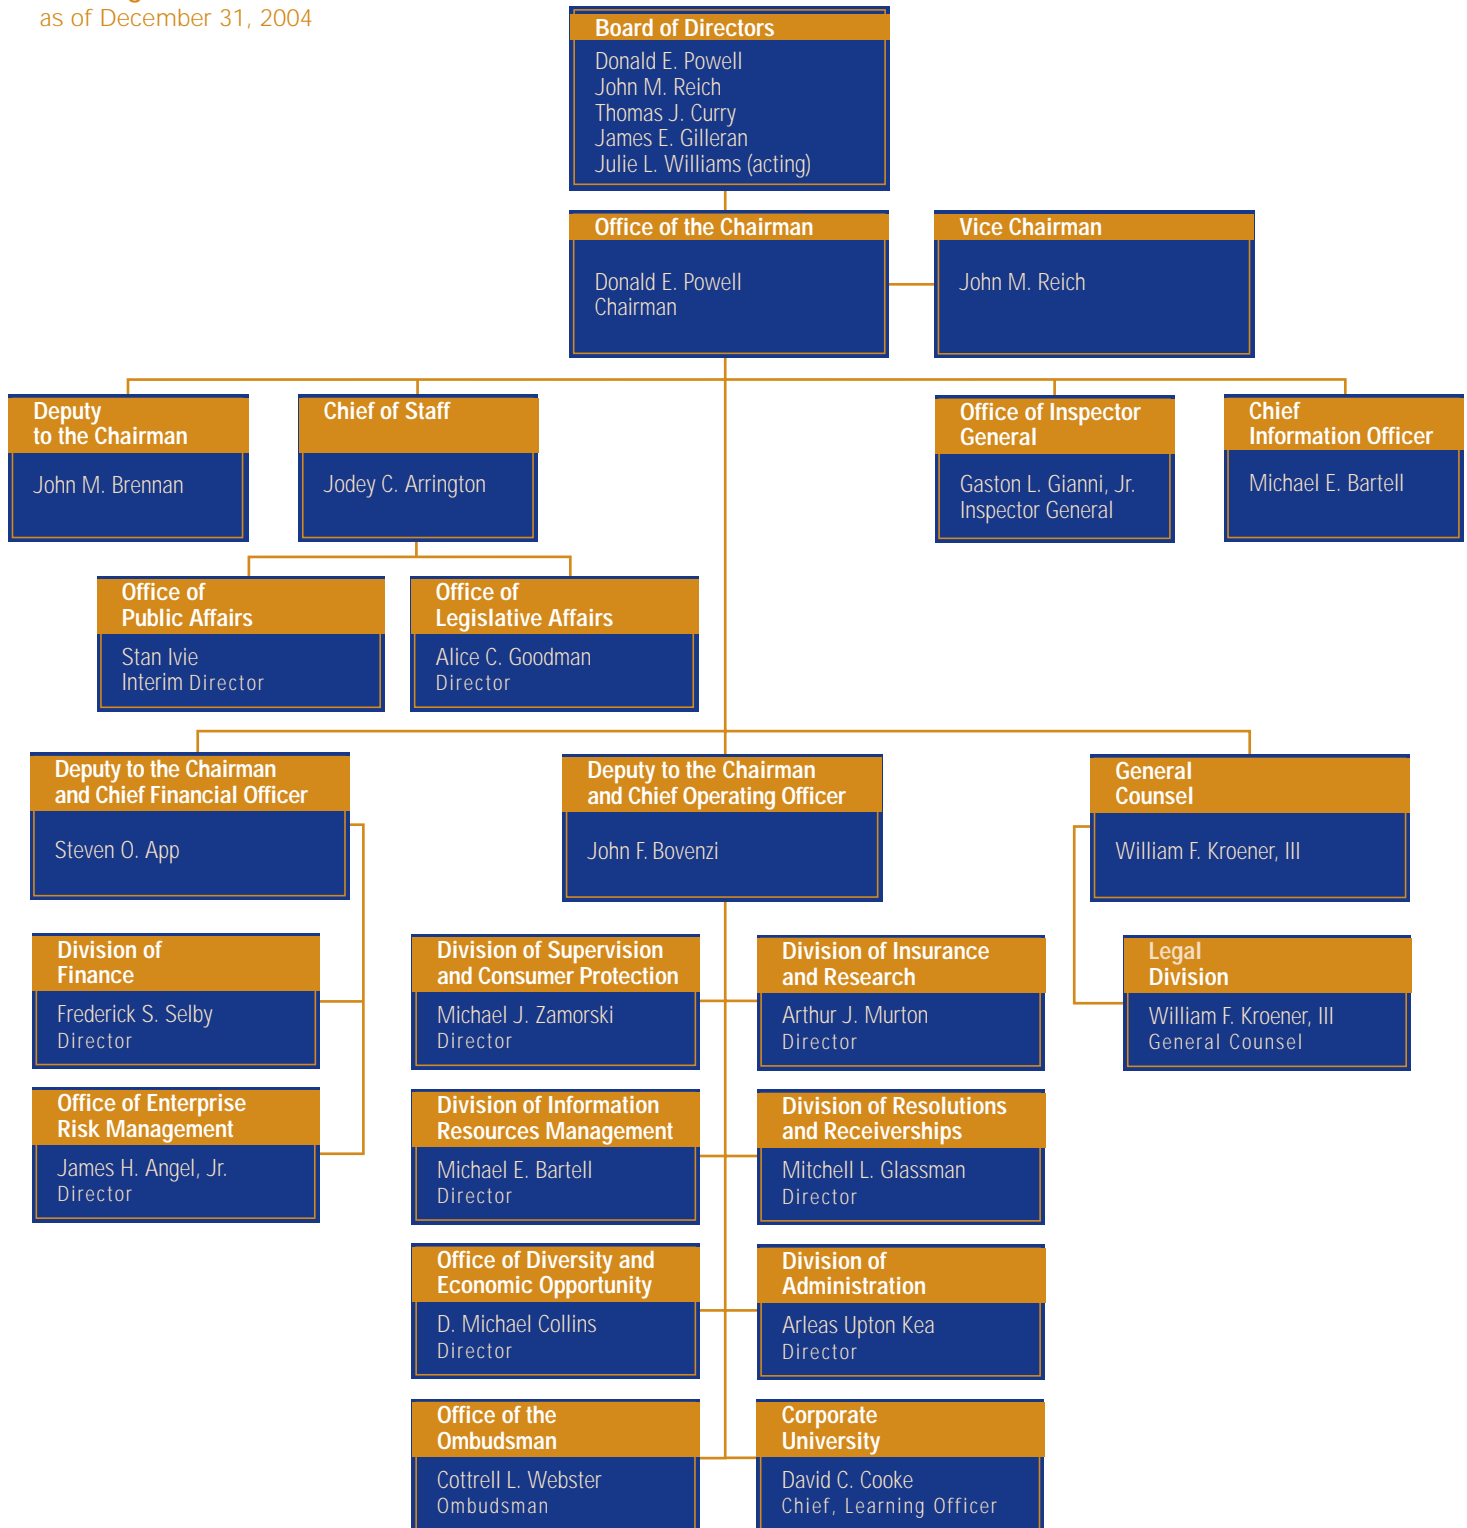 as of December 31, 2004
Board of Directors
Donald E. Powell
John M. Reich
Thomas J. Curry
James E. Gilleran
Julie L. Williams (acting)
Office of the Chairman
Donald E. Powell
Chairman
Vice Chairman
John M. Reich
Deputy
to the Chairman
John M. Brennan
Chief of Staff
Jodey C. Arrington
Office of Inspector
General
Gaston L. Gianni, Jr.
Inspector General
Chief
Information Officer
Michael E. Bartell
Office of
Public Affairs
Stan Ivie
Interim Director
Office of
Legislative Affairs
Alice C. Goodman
Director
Deputy to the Chairman
and Chief Financial Officer
Steven O. App
Deputy to the Chairman
and Chief Operating Officer
John F. Bovenzi
General
Counsel
William F. Kroener, III
Division of
Finance
Frederick S. Selby
Director
Division of Supervision
and Consumer Protection
Michael J. Zamorski
Director
Division of Insurance
and Research
Arthur J. Murton
Director
Legal
Division
William F. Kroener, III
General Counsel
Office of Enterprise
Risk Management
James H. Angel, Jr.
Director
Division of Information
Resources Management
Michael E. Bartell
Director
Division of Resolutions
and Receiverships
Mitchell L. Glassman
Director
Office of Diversity and
Economic Opportunity
D. Michael Collins
Director
Division of
Administration
Arleas Upton Kea
Director
Office of the
Ombudsman
Cottrell L. Webster
Ombudsman
Corporate
University
David C. Cooke
Chief, Learning Officer